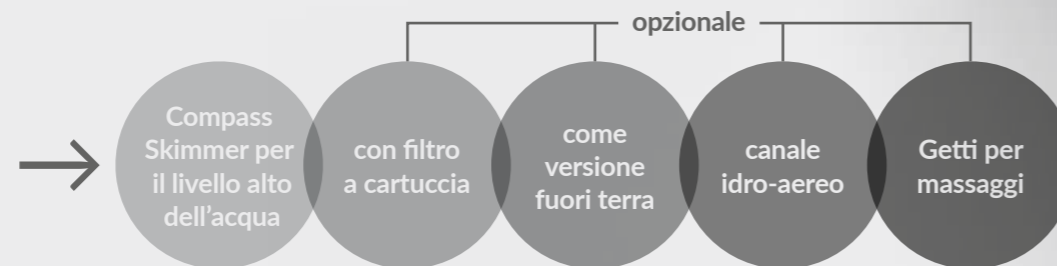 opzionale
Compass
Skimmer per
il livello alto
dell’acqua
con filtro
a cartuccia
come
versione
fuori terra
canale
idro-aereo
Getti per
massaggi